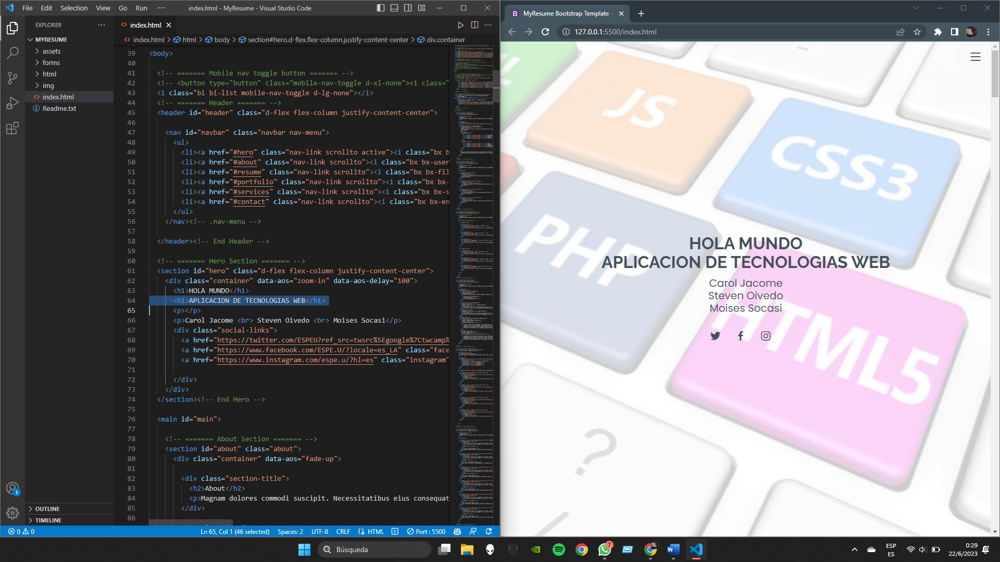 File Edit Selection View Go Run ··· index.html - MyResume - Visual Studio Code
EXPLORER ···
MYRESUME
assets
forms
html
img
index.html
Readme.txt
OUTLINE
TIMELINE
1
index.html
index.html > html > body > section#hero.d-flex.flex-column.justify-content-center > div.container
39 <body>
40
41 <!-- ======= Mobile nav toggle button ======= -->
42 <!-- <button type="button" class="mobile-nav-toggle d-xl-none"><i class="
43 <i class="bi bi-list mobile-nav-toggle d-lg-none"></i>
44 <!-- ======= Header ======= -->
45 <header id="header" class="d-flex flex-column justify-content-center">
46
47 <nav id="navbar" class="navbar nav-menu">
48 <ul>
49 <li><a href="#hero" class="nav-link scrollto active"><i class="bx b
50 <li><a href="#about" class="nav-link scrollto"><i class="bx bx-user
51 <li><a href="#resume" class="nav-link scrollto"><i class="bx bx-fil
52 <li><a href="#portfolio" class="nav-link scrollto"><i class="bx bx-
53 <li><a href="#services" class="nav-link scrollto"><i class="bx bx-s
54 <li><a href="#contact" class="nav-link scrollto"><i class="bx bx-en
55 </ul>
56 </nav><!-- .nav-menu -->
57
58 </header><!-- End Header -->
59
60 <!-- ======= Hero Section ======= -->
61 <section id="hero" class="d-flex flex-column justify-content-center">
62 <div class="container" data-aos="zoom-in" data-aos-delay="100">
63 <h1>HOLA MUNDO</h1>
64 <h1>APLICACION DE TECNOLOGIAS WEB</h1>
65 <p></p>
66 <p>Carol Jacome <br> Steven Oivedo <br> Moises Socasi</p>
67 <div class="social-links">
68 <a href="https://twitter.com/ESPEU?ref_src=twsrc%5Egoogle%7Ctwcamp%
69 <a href="https://www.facebook.com/ESPE.U/?locale=es_LA" class="face
70 <a href="https://www.instagram.com/espe.u/?hl=es" class="instagram"
71
72 </div>
73 </div>
74 </section><!-- End Hero -->
75
76 <main id="main">
77
78 <!-- ======= About Section ======= -->
79 <section id="about" class="about">
80 <div class="container" data-aos="fade-up">
81
82 <div class="section-title">
83 <h2>About</h2>
84 <p>Magnam dolores commodi suscipit. Necessitatibus eius consequat
85 </div>
86
0 0 Ln 65, Col 1 (46 selected) Spaces: 2 UTF-8 CRLF HTML Port : 5500
B MyResume Bootstrap Template -
127.0.0.1:5500/index.html
JS
CSS3
PHP
HTML5
?
HOLA MUNDO
APLICACION DE TECNOLOGIAS WEB
Carol Jacome
Steven Oivedo
Moises Socasi
Búsqueda
7
W
ESP
ES
0:29
22/6/2023